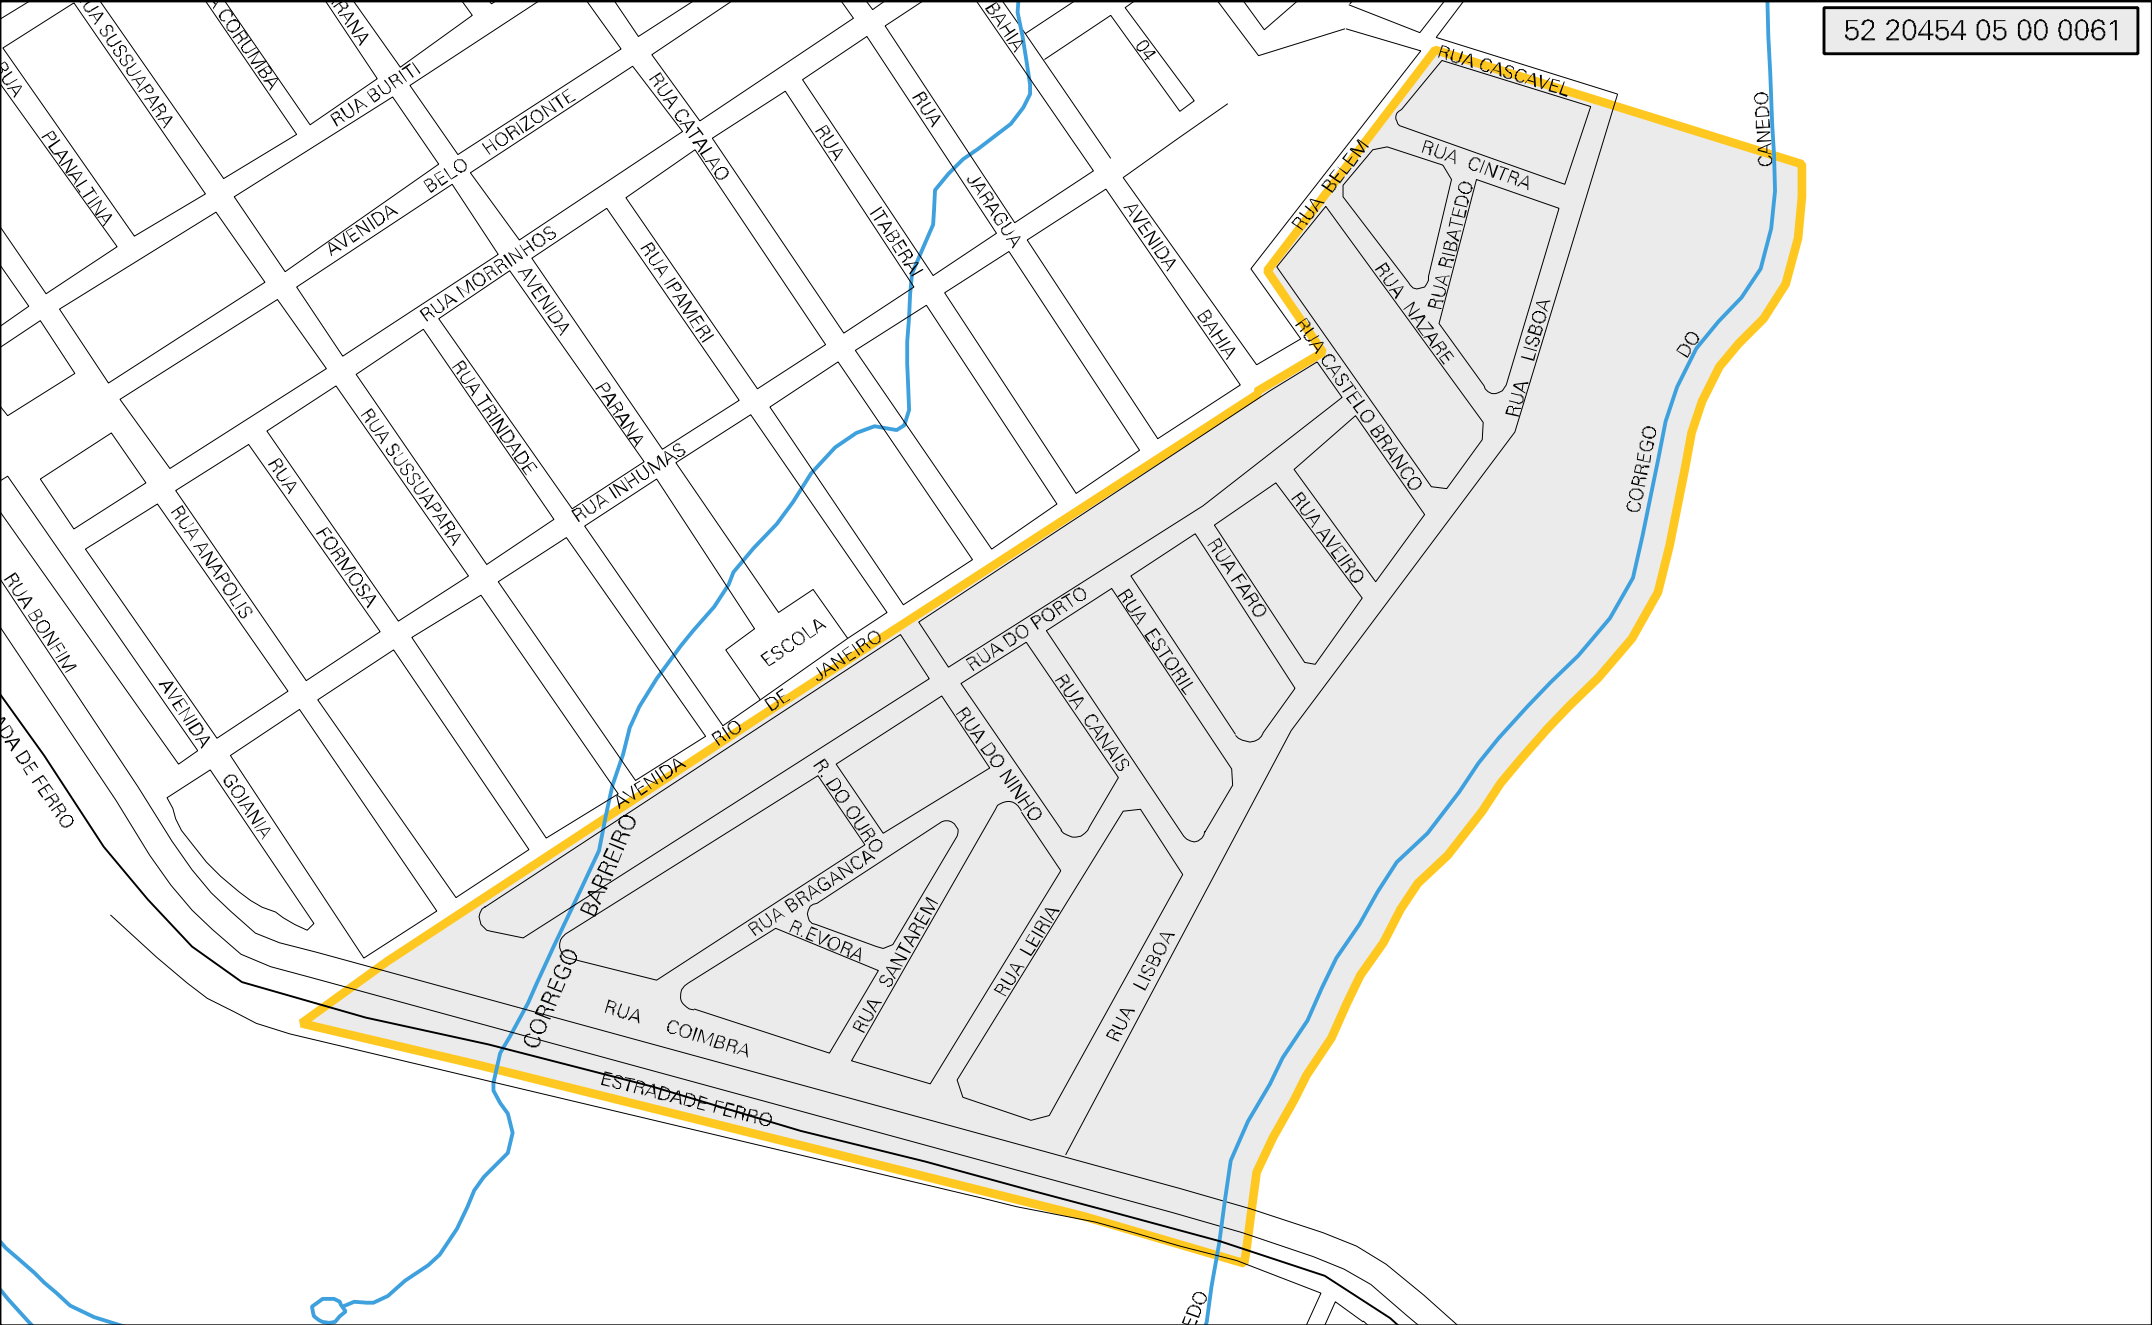 52 20454 05 00 0061
RUA SUSSUAPARA
CORUMBA
BAHIA
04
RUA CASCAVEL
RUA
PLANALTINA
RUA BURITI
AVENIDA BELO HORIZONTE
RUA CATALAO
RUA ITABERAI
RUA JARAGUA
AVENIDA BAHIA
CORREGO DO CANEDO
RUA BELEM
RUA CINTRA
RUA RIBATEDO
RUA NAZARE
RUA LISBOA
RUA CASTELO BRANCO
RUA MORRINHOS
AVENIDA PARANA
RUA IPAMERI
RUA TRINDADE
RUA SUSSUAPARA
RUA INHUMAS
RUA FORMOSA
RUA ANAPOLIS
RUA BONFIM
AVENIDA GOIANIA
ADA DE FERRO
ESCOLA
AVENIDA RIO DE JANEIRO
RUA AVEIRO
RUA FARO
RUA DO PORTO
RUA ESTORIL
RUA CANAIS
RUA DO NINHO
R. DO OURO
RUA BRAGANCAO
R.EVORA
RUA SANTAREM
RUA LEIRIA
RUA LISBOA
CORREGO BARREIRO
RUA COIMBRA
ESTRADADE FERRO
EDO